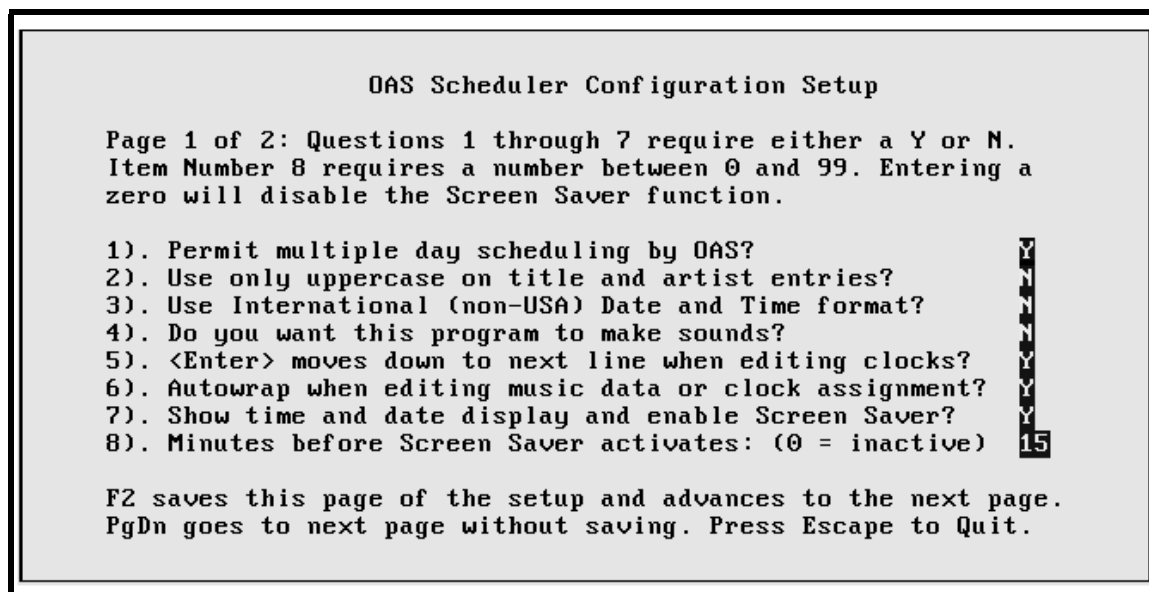 OAS Scheduler Configuration Setup
Page 1 of 2: Questions 1 through 7 require either a Y or N.
Item Number 8 requires a number between 0 and 99. Entering a
zero will disable the Screen Saver function.
1). Permit multiple day scheduling by OAS? Y
2). Use only uppercase on title and artist entries? N
3). Use International (non-USA) Date and Time format? N
4). Do you want this program to make sounds? N
5). <Enter> moves down to next line when editing clocks? Y
6). Autowrap when editing music data or clock assignment? Y
7). Show time and date display and enable Screen Saver? Y
8). Minutes before Screen Saver activates: (0 = inactive) 15
F2 saves this page of the setup and advances to the next page.
PgDn goes to next page without saving. Press Escape to Quit.